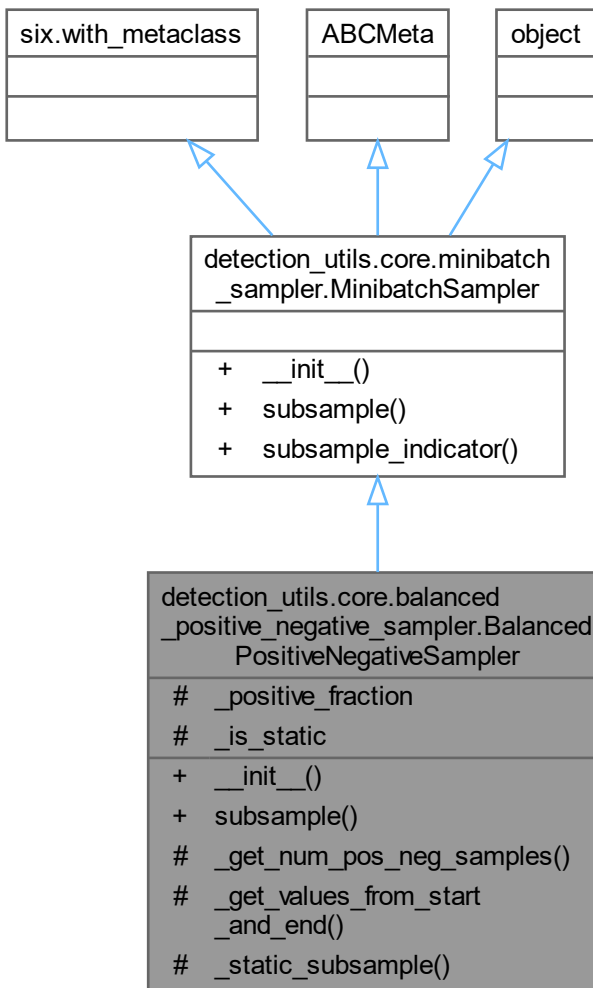 six.with_metaclass
ABCMeta
object
detection_utils.core.minibatch
_sampler.MinibatchSampler
+ __init__()
+ subsample()
+ subsample_indicator()
detection_utils.core.balanced
_positive_negative_sampler.Balanced
PositiveNegativeSampler
# _positive_fraction
# _is_static
+ __init__()
+ subsample()
# _get_num_pos_neg_samples()
# _get_values_from_start
_and_end()
# _static_subsample()